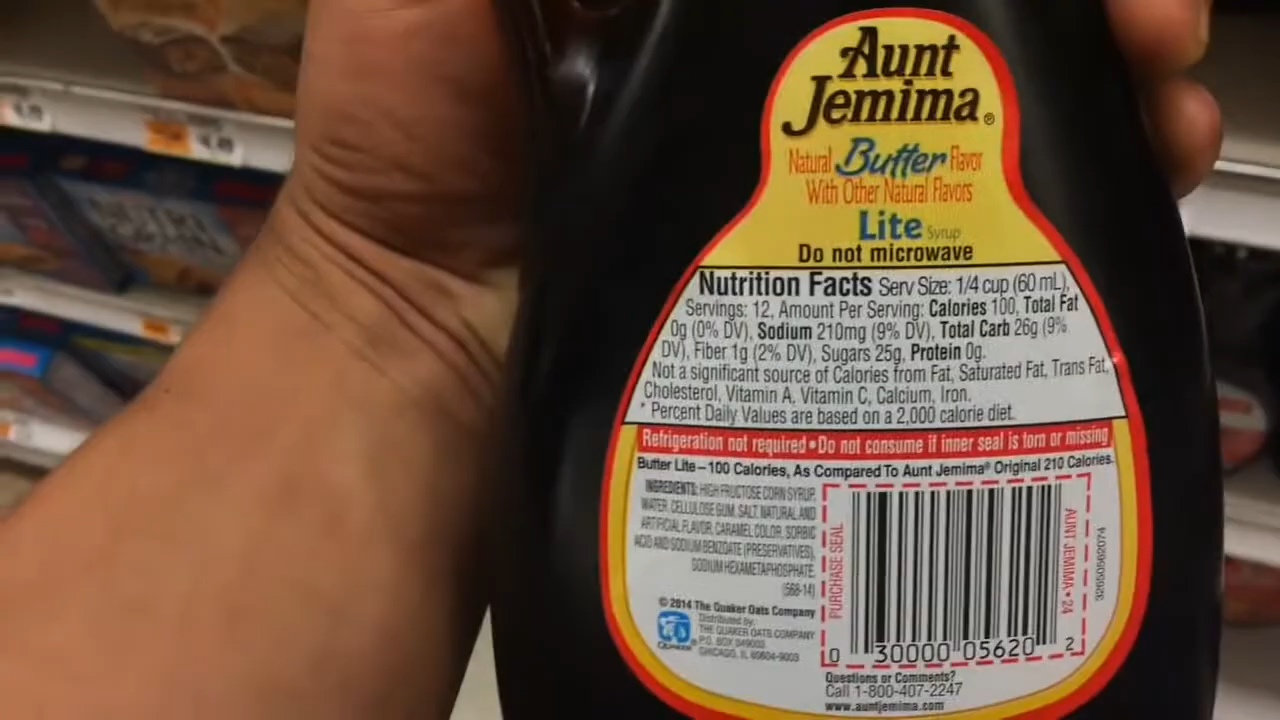 Aunt
Jemima®
Natural Butter Flavor
With Other Natural Flavors
Lite Syrup
Do not microwave
Nutrition Facts Serv Size: 1/4 cup (60 mL),
Servings: 12, Amount Per Serving: Calories 100, Total Fat
0g (0% DV), Sodium 210mg (9% DV), Total Carb 26g (9%
DV), Fiber 1g (2% DV), Sugars 25g, Protein 0g.
Not a significant source of Calories from Fat, Saturated Fat, Trans Fat,
Cholesterol, Vitamin A, Vitamin C, Calcium, Iron.
* Percent Daily Values are based on a 2,000 calorie diet.
Refrigeration not required • Do not consume if inner seal is torn or missing
Butter Lite – 100 Calories, As Compared To Aunt Jemima® Original 210 Calories.
INGREDIENTS: HIGH FRUCTOSE CORN SYRUP,
WATER, CELLULOSE GUM, SALT, NATURAL AND
ARTIFICIAL FLAVOR, CARAMEL COLOR, SORBIC
ACID AND SODIUM BENZOATE (PRESERVATIVES),
SODIUM HEXAMETAPHOSPHATE.
(568-14)
© 2014 The Quaker Oats Company
Distributed by:
THE QUAKER OATS COMPANY
P.O. BOX 049003
CHICAGO, IL 60604-9003
QUAKER®
PURCHASE SEAL
AUNT JEMIMA • 24
0 30000 05620 2
Questions or Comments?
Call 1-800-407-2247
www.auntjemima.com